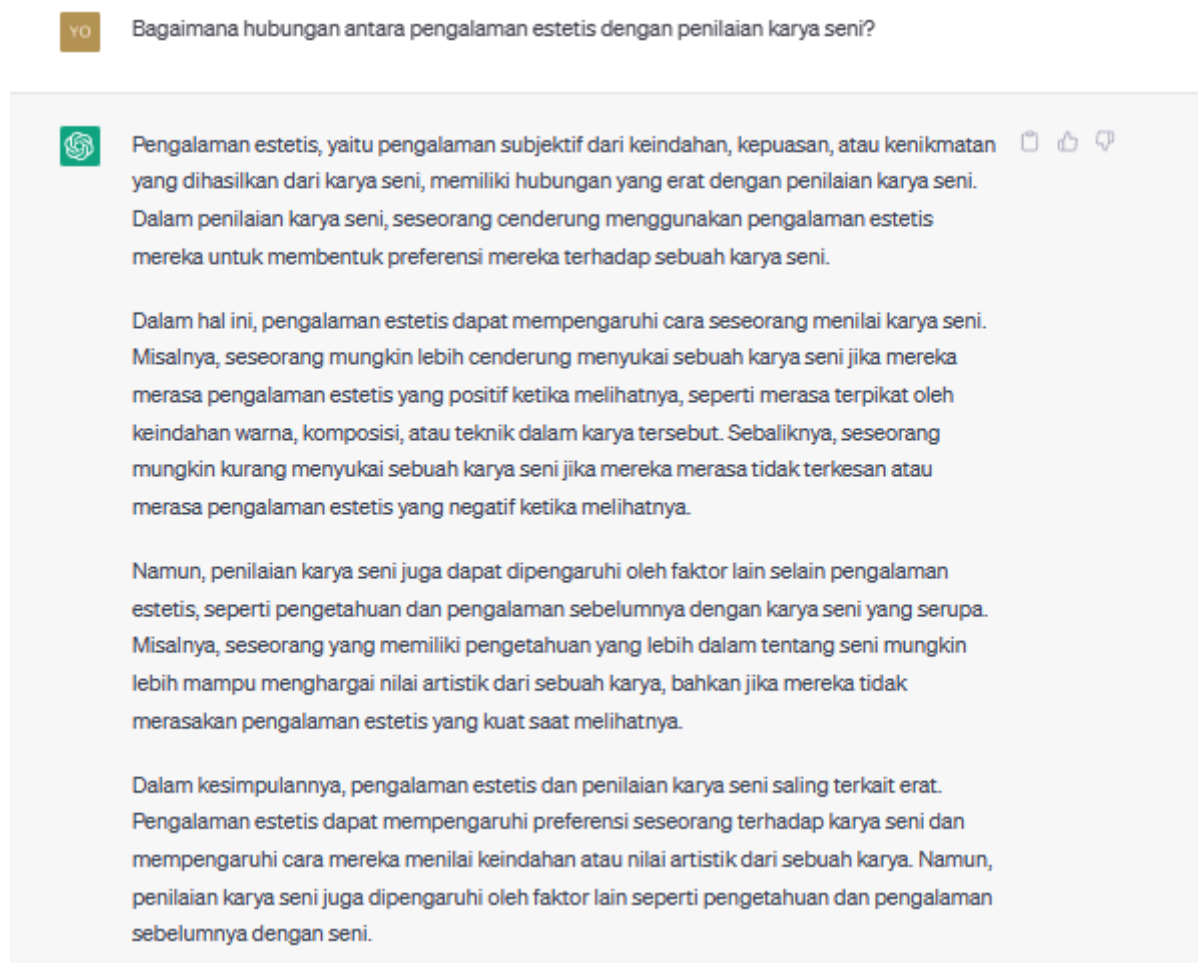 YO
Bagaimana hubungan antara pengalaman estetis dengan penilaian karya seni?
Pengalaman estetis, yaitu pengalaman subjektif dari keindahan, kepuasan, atau kenikmatan
yang dihasilkan dari karya seni, memiliki hubungan yang erat dengan penilaian karya seni.
Dalam penilaian karya seni, seseorang cenderung menggunakan pengalaman estetis
mereka untuk membentuk preferensi mereka terhadap sebuah karya seni.
Dalam hal ini, pengalaman estetis dapat mempengaruhi cara seseorang menilai karya seni.
Misalnya, seseorang mungkin lebih cenderung menyukai sebuah karya seni jika mereka
merasa pengalaman estetis yang positif ketika melihatnya, seperti merasa terpikat oleh
keindahan warna, komposisi, atau teknik dalam karya tersebut. Sebaliknya, seseorang
mungkin kurang menyukai sebuah karya seni jika mereka merasa tidak terkesan atau
merasa pengalaman estetis yang negatif ketika melihatnya.
Namun, penilaian karya seni juga dapat dipengaruhi oleh faktor lain selain pengalaman
estetis, seperti pengetahuan dan pengalaman sebelumnya dengan karya seni yang serupa.
Misalnya, seseorang yang memiliki pengetahuan yang lebih dalam tentang seni mungkin
lebih mampu menghargai nilai artistik dari sebuah karya, bahkan jika mereka tidak
merasakan pengalaman estetis yang kuat saat melihatnya.
Dalam kesimpulannya, pengalaman estetis dan penilaian karya seni saling terkait erat.
Pengalaman estetis dapat mempengaruhi preferensi seseorang terhadap karya seni dan
mempengaruhi cara mereka menilai keindahan atau nilai artistik dari sebuah karya. Namun,
penilaian karya seni juga dipengaruhi oleh faktor lain seperti pengetahuan dan pengalaman
sebelumnya dengan seni.